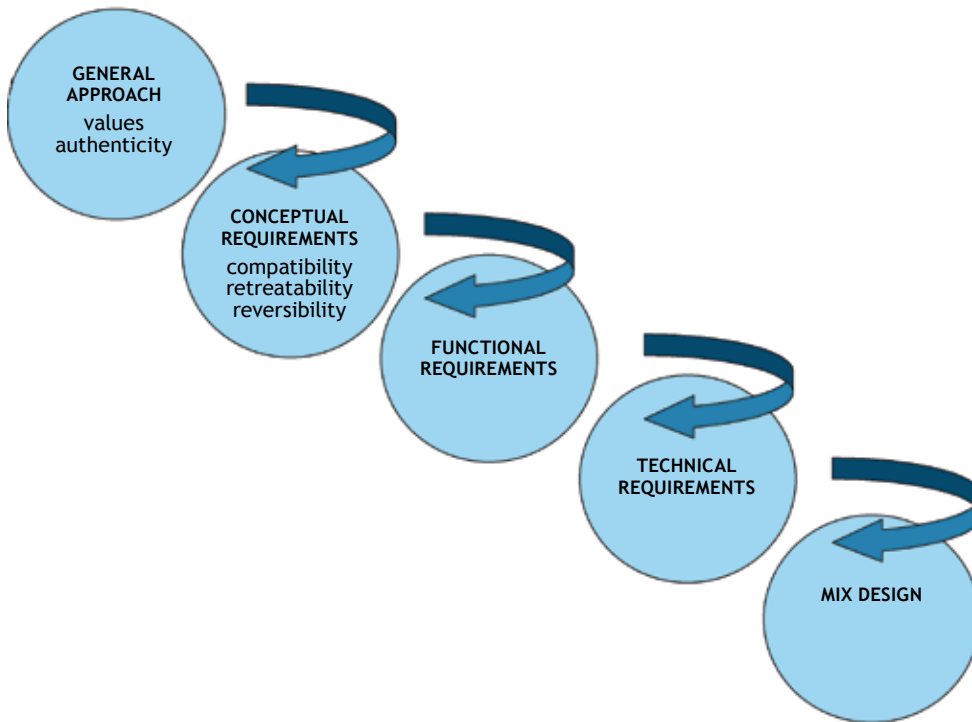 GENERAL
APPROACH
values
authenticity
CONCEPTUAL
REQUIREMENTS
compatibility
retreatability
reversibility
FUNCTIONAL
REQUIREMENTS
TECHNICAL
REQUIREMENTS
MIX DESIGN